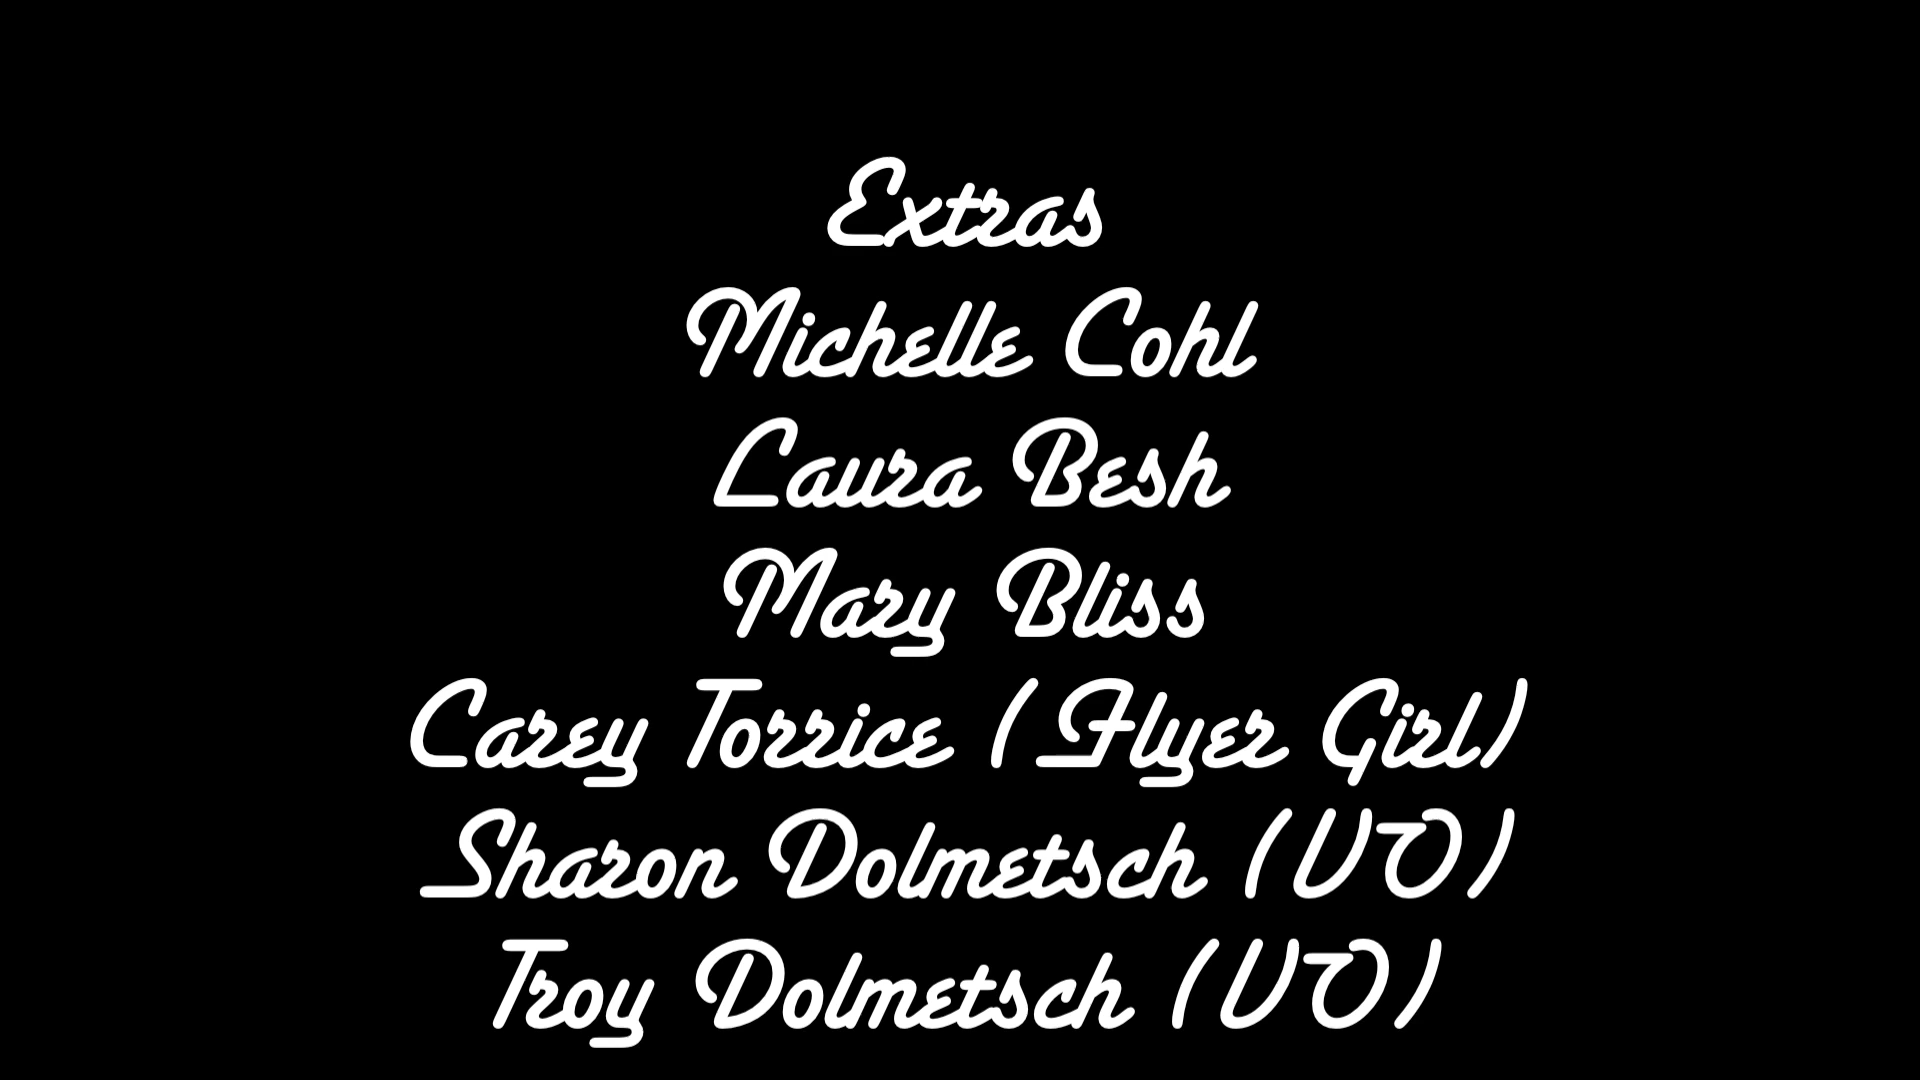 Extras
Michelle Cohl
Laura Besh
Mary Bliss
Carey Torrice (Flyer Girl)
Sharon Dolmetsch (VO)
Troy Dolmetsch (VO)